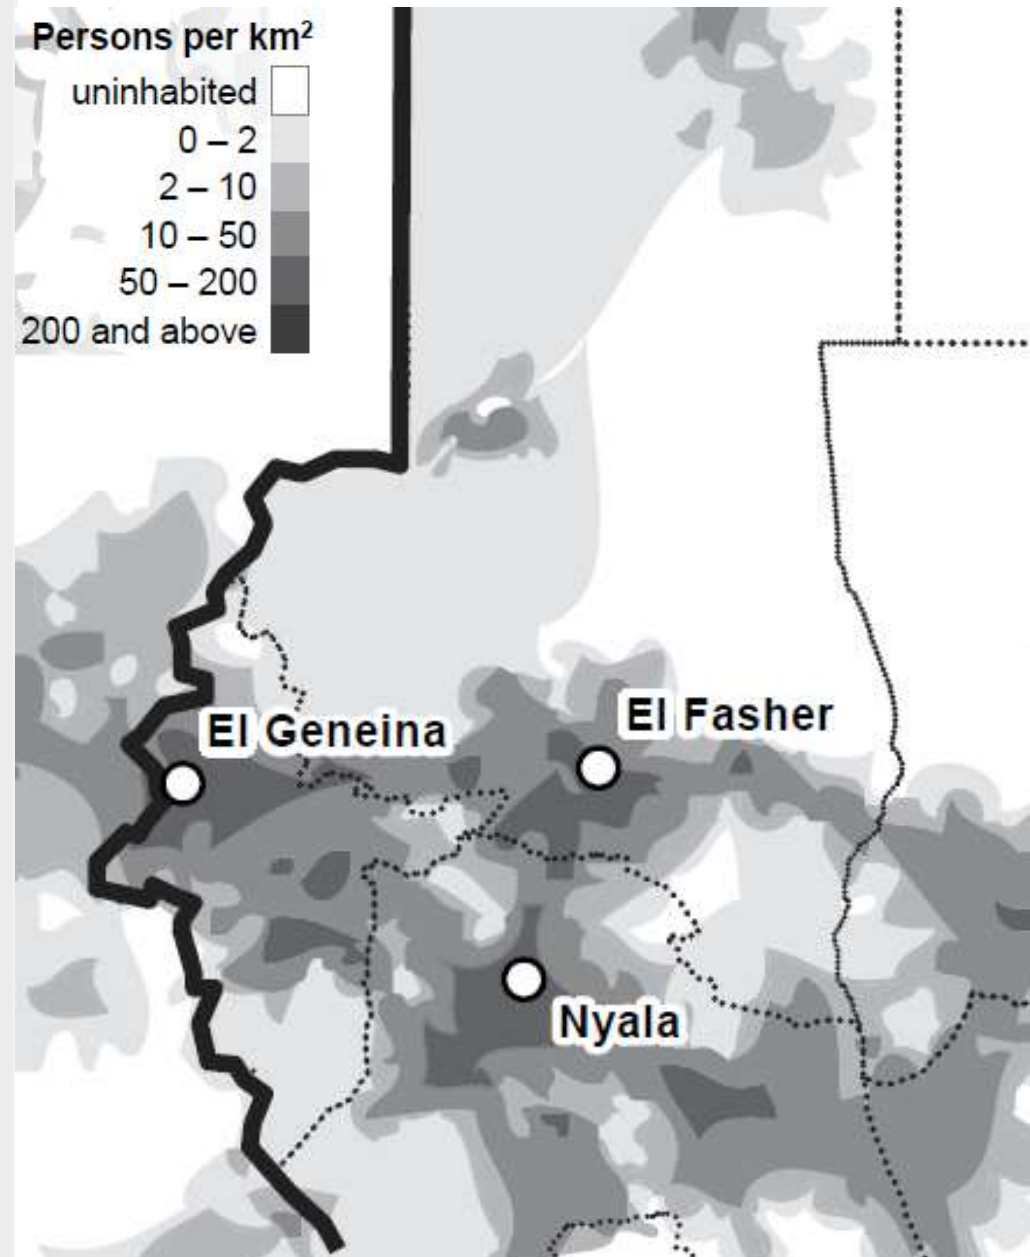 Persons per km²
uninhabited
0 – 2
2 – 10
10 – 50
50 – 200
200 and above
El Geneina
El Fasher
Nyala